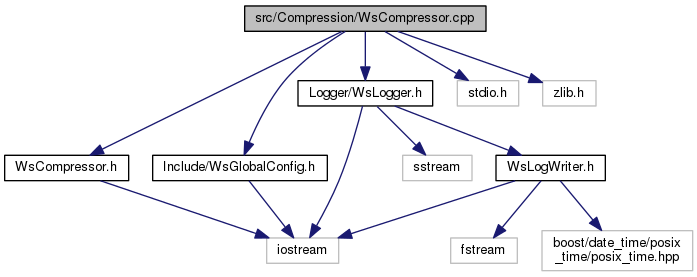 src/Compression/WsCompressor.cpp
Logger/WsLogger.h
stdio.h
zlib.h
WsCompressor.h
Include/WsGlobalConfig.h
sstream
WsLogWriter.h
iostream
fstream
boost/date_time/posix
_time/posix_time.hpp